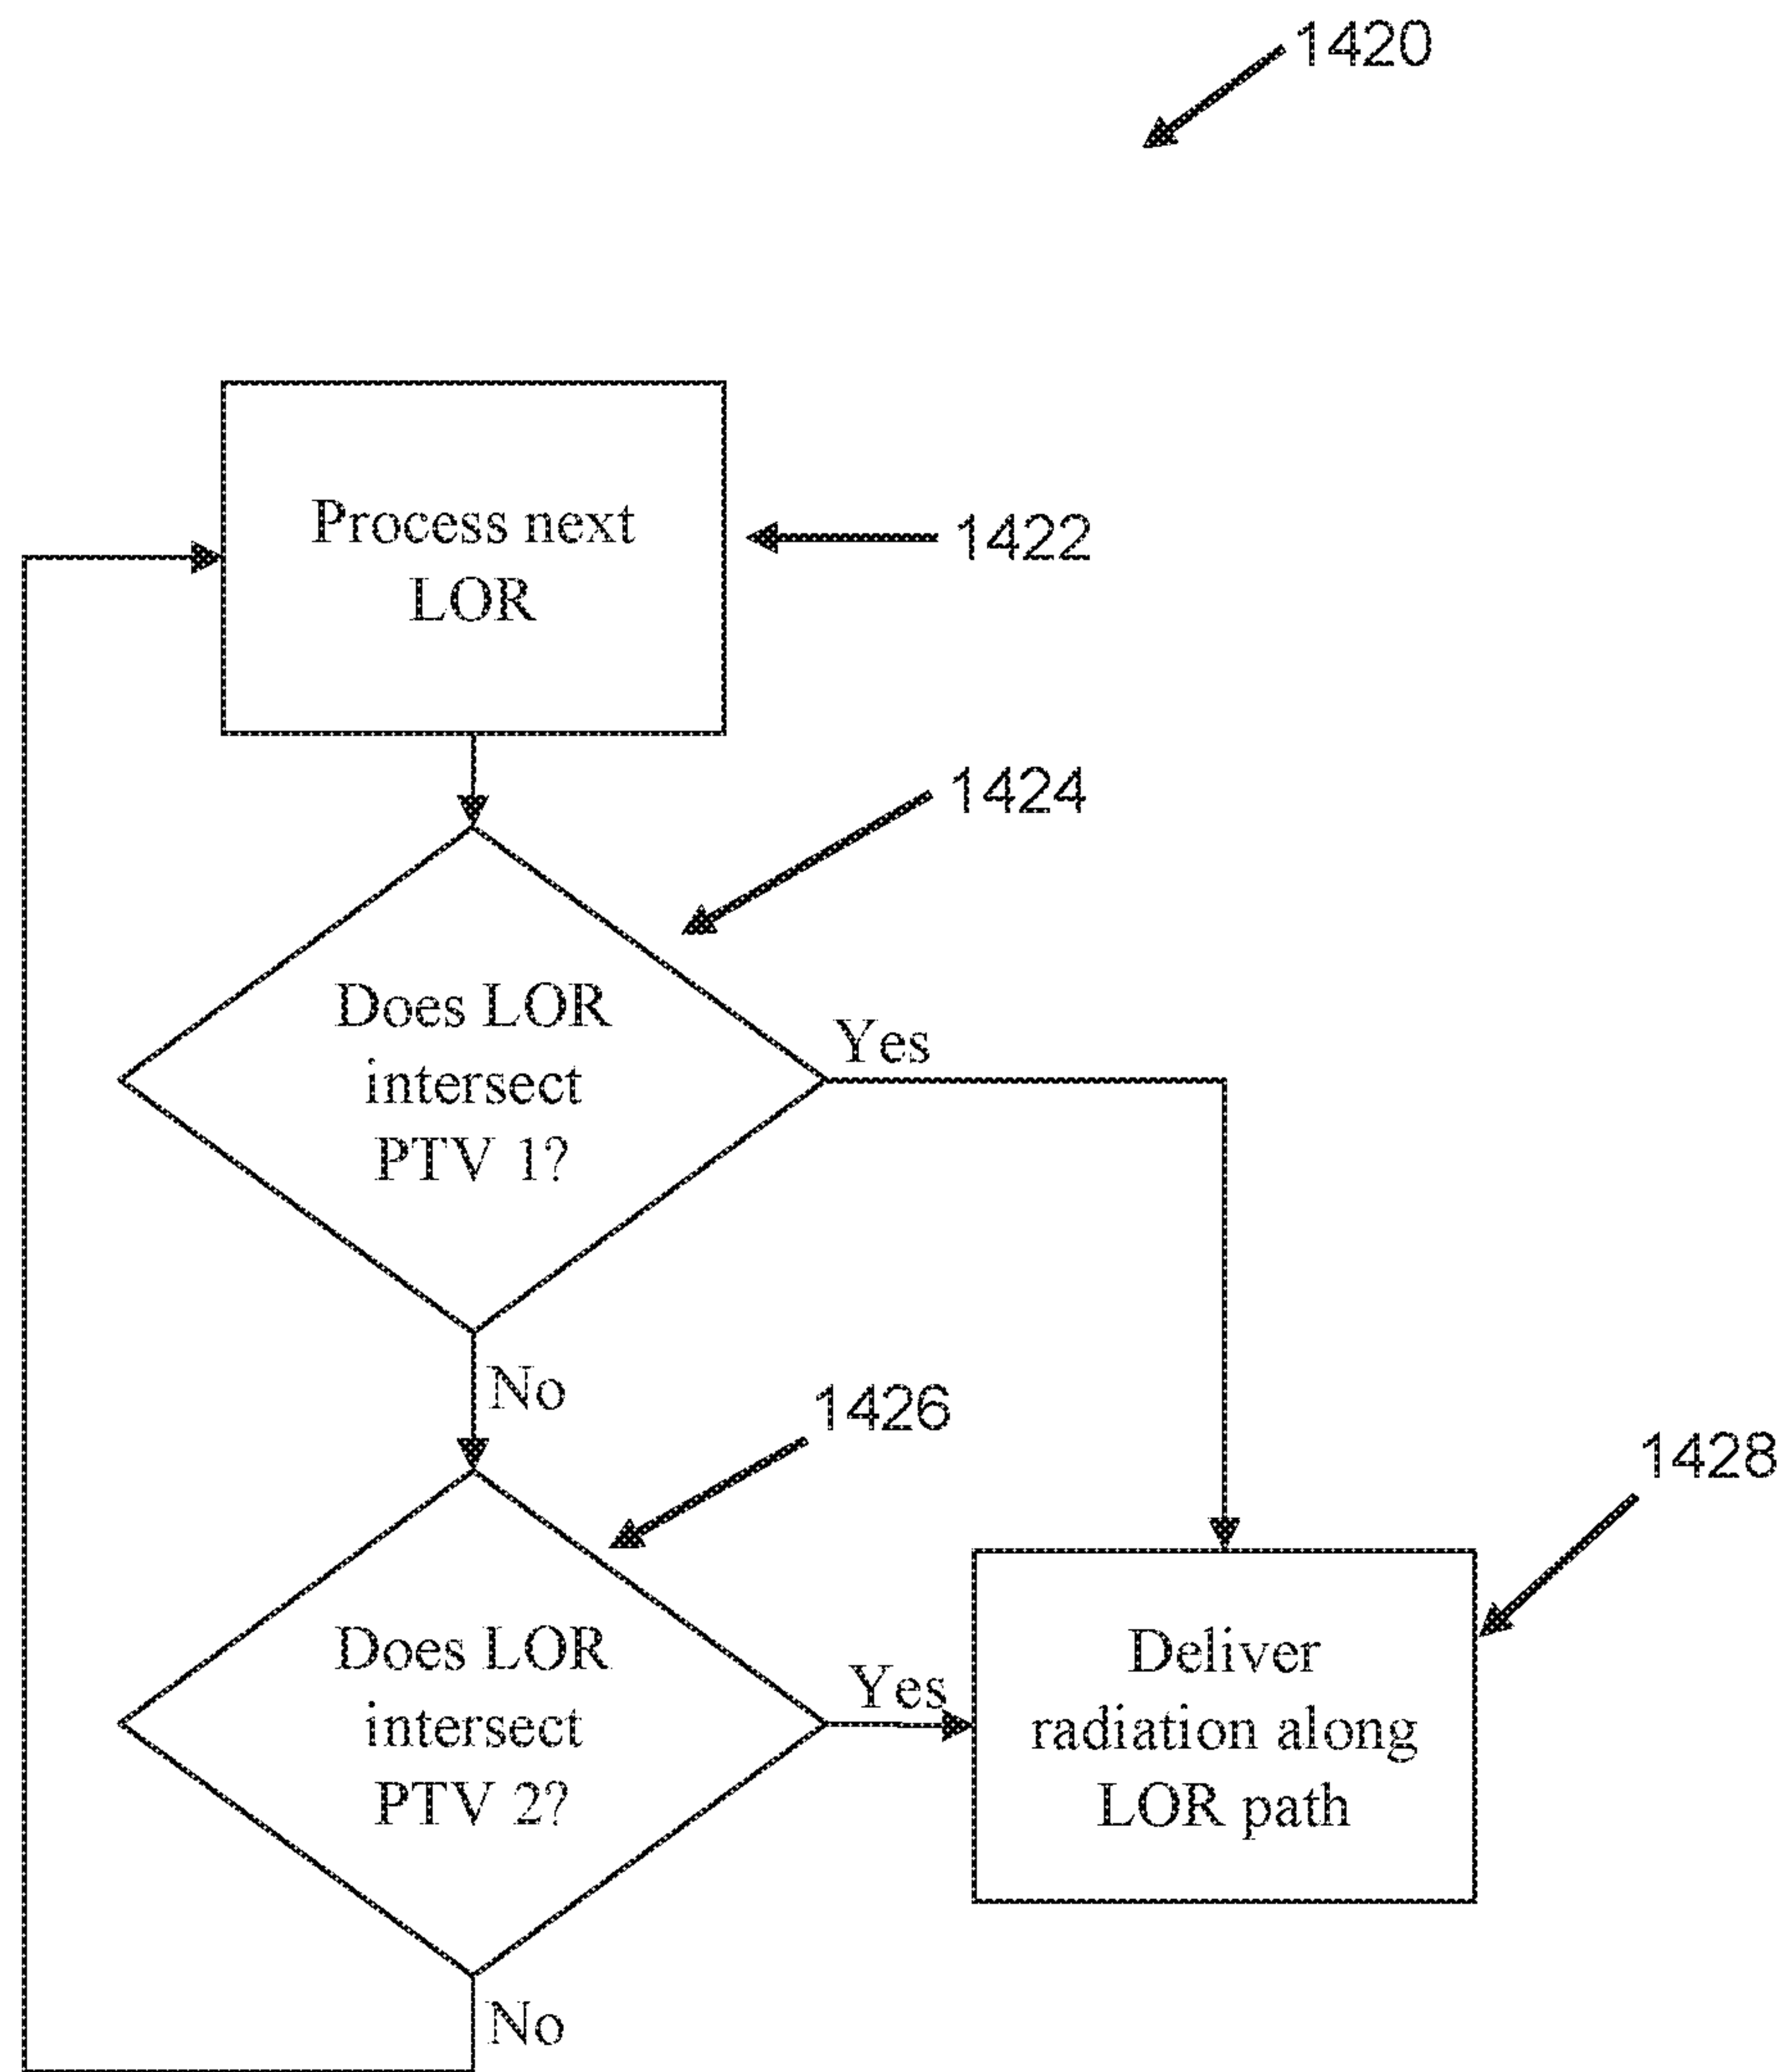 1420
Process next
LOR
1422
1424
Does LOR
intersect
PTV 1?
Yes
No
1426
1428
Does LOR
intersect
PTV 2?
Yes
Deliver
radiation along
LOR path
No